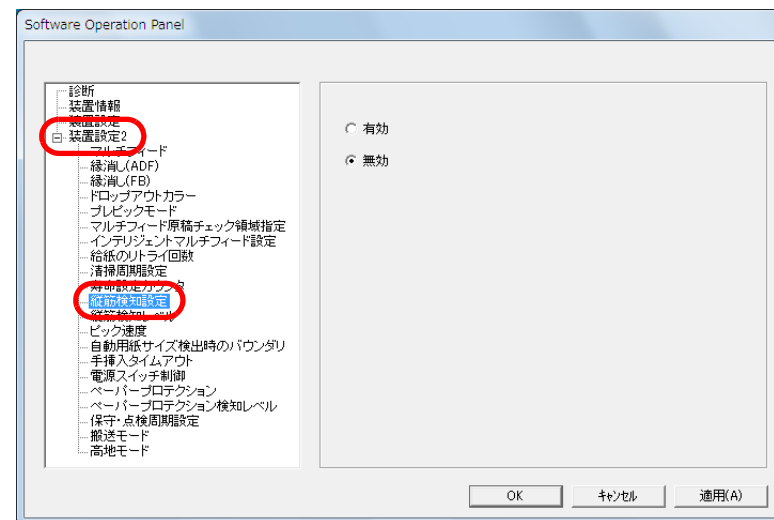 Software Operation Panel
診断
装置情報
装置設定
装置設定2
マルチフィード
縁消し(ADF)
縁消し(FB)
ドロップアウトカラー
プレピックモード
マルチフィード原稿チェック領域指定
インテリジェントマルチフィード設定
給紙のリトライ回数
清掃周期設定
寿命設定カウンタ
縦筋検知設定
縦筋検知レベル
ピック速度
自動用紙サイズ検出時のバウンダリ
手挿入タイムアウト
電源スイッチ制御
ペーパープロテクション
ペーパープロテクション検知レベル
保守・点検周期設定
搬送モード
高地モード
有効
無効
OK
キャンセル
適用(A)